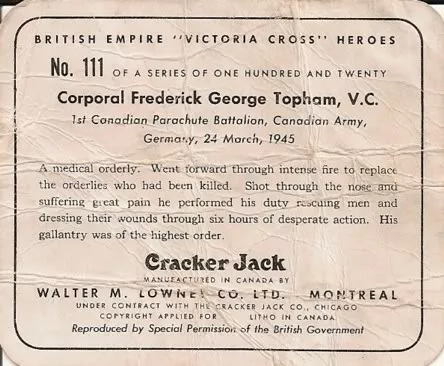 BRITISH EMPIRE "VICTORIA CROSS" HEROES
No. 111 OF A SERIES OF ONE HUNDRED AND TWENTY
Corporal Frederick George Topham, V.C.
1st Canadian Parachute Battalion, Canadian Army,
Germany, 24 March, 1945
A medical orderly. Went forward through intense fire to replace
the orderlies who had been killed. Shot through the nose and
suffering great pain he performed his duty rescuing men and
dressing their wounds through six hours of desperate action. His
gallantry was of the highest order.
Cracker Jack
MANUFACTURED IN CANADA BY
WALTER M. LOWNEY CO. LTD. MONTREAL
UNDER CONTRACT WITH THE CRACKER JACK CO., CHICAGO
COPYRIGHT APPLIED FOR LITHO IN CANADA
Reproduced by Special Permission of the British Government